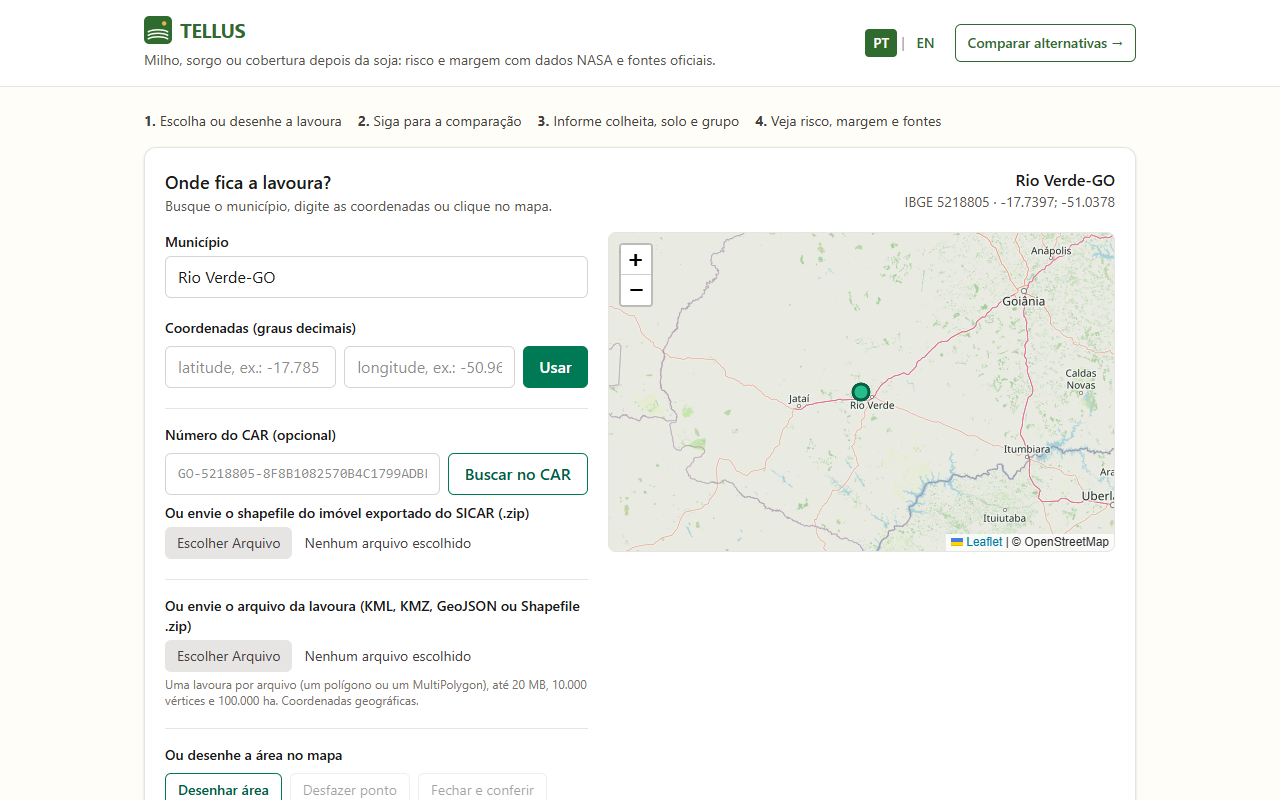 TELLUS
Milho, sorgo ou cobertura depois da soja: risco e margem com dados NASA e fontes oficiais.
PT | EN
Comparar alternativas →
1. Escolha ou desenhe a lavoura 2. Siga para a comparação 3. Informe colheita, solo e grupo 4. Veja risco, margem e fontes
Onde fica a lavoura?
Busque o município, digite as coordenadas ou clique no mapa.
Rio Verde-GO
IBGE 5218805 · -17.7397; -51.0378
Município
Rio Verde-GO
Coordenadas (graus decimais)
latitude, ex.: -17.785
longitude, ex.: -50.96
Usar
Número do CAR (opcional)
GO-5218805-8F8B1082570B4C1799ADB
Buscar no CAR
Ou envie o shapefile do imóvel exportado do SICAR (.zip)
Escolher Arquivo Nenhum arquivo escolhido
Ou envie o arquivo da lavoura (KML, KMZ, GeoJSON ou Shapefile
.zip)
Escolher Arquivo Nenhum arquivo escolhido
Uma lavoura por arquivo (um polígono ou um MultiPolygon), até 20 MB, 10.000
vértices e 100.000 ha. Coordenadas geográficas.
Ou desenhe a área no mapa
Desenhar área
Desfazer ponto
Fechar e conferir
+
−
Anápolis
Goiânia
Caldas
Novas
Jataí
Rio Verde
Itumbiara
Ara
Uberl
Ituiutaba
Leaflet | © OpenStreetMap